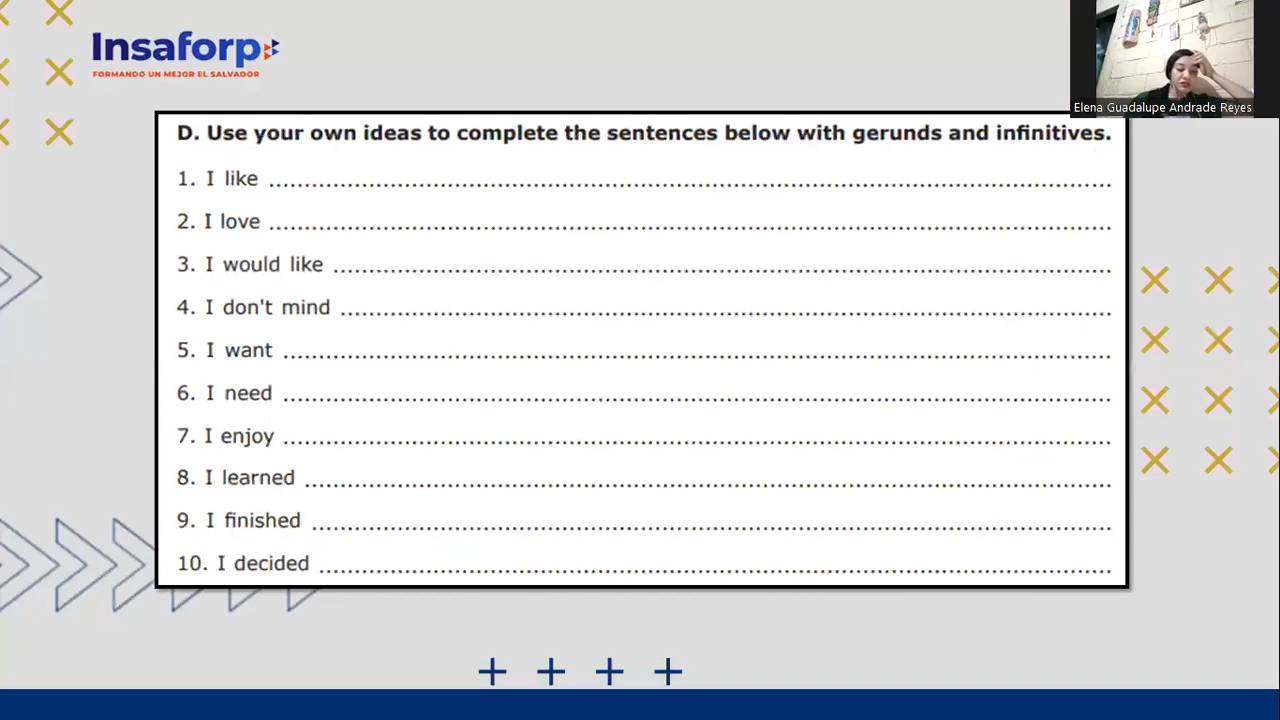 Insaforp
FORMANDO UN MEJOR EL SALVADOR
Elena Guadalupe Andrade Reyes
D. Use your own ideas to complete the sentences below with gerunds and infinitives.
1. I like ........................................................................
2. I love ........................................................................
3. I would like ........................................................................
4. I don't mind ........................................................................
5. I want ........................................................................
6. I need ........................................................................
7. I enjoy ........................................................................
8. I learned ........................................................................
9. I finished ........................................................................
10. I decided ........................................................................